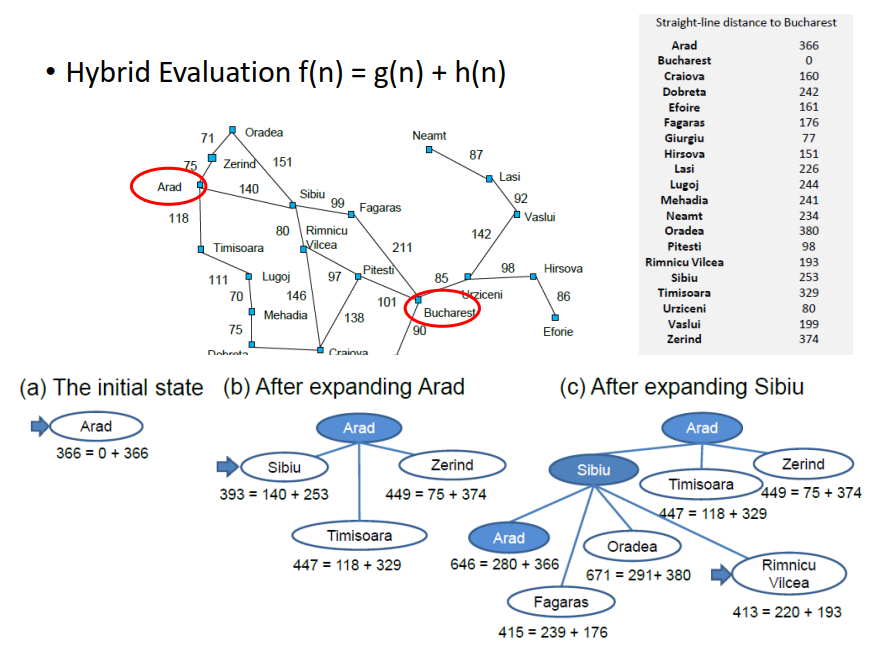 • Hybrid Evaluation f(n) = g(n) + h(n)
Straight-line distance to Bucharest
Arad 366
Bucharest 0
Craiova 160
Dobreta 242
Efoire 161
Fagaras 176
Giurgiu 77
Hirsova 151
Lasi 226
Lugoj 244
Mehadia 241
Neamt 234
Oradea 380
Pitesti 98
Rimnicu Vilcea 193
Sibiu 253
Timisoara 329
Urziceni 80
Vaslui 199
Zerind 374
Oradea
71
Neamt
87
75
Zerind
151
Arad
140
Sibiu
99
Fagaras
Lasi
92
Vaslui
118
80
Rimnicu
Vilcea
142
211
Timisoara
111
Lugoj
97
Pitesti
98
Hirsova
85
Urziceni
70
146
101
86
Mehadia
138
Bucharest
75
90
Eforie
Dobreta
Craiova
(a) The initial state
Arad
366 = 0 + 366
(b) After expanding Arad
Arad
Sibiu
393 = 140 + 253
Zerind
449 = 75 + 374
Timisoara
447 = 118 + 329
(c) After expanding Sibiu
Arad
Sibiu
Timisoara
447 = 118 + 329
Zerind
449 = 75 + 374
Arad
646 = 280 + 366
Oradea
671 = 291+ 380
Rimnicu
Vilcea
413 = 220 + 193
Fagaras
415 = 239 + 176